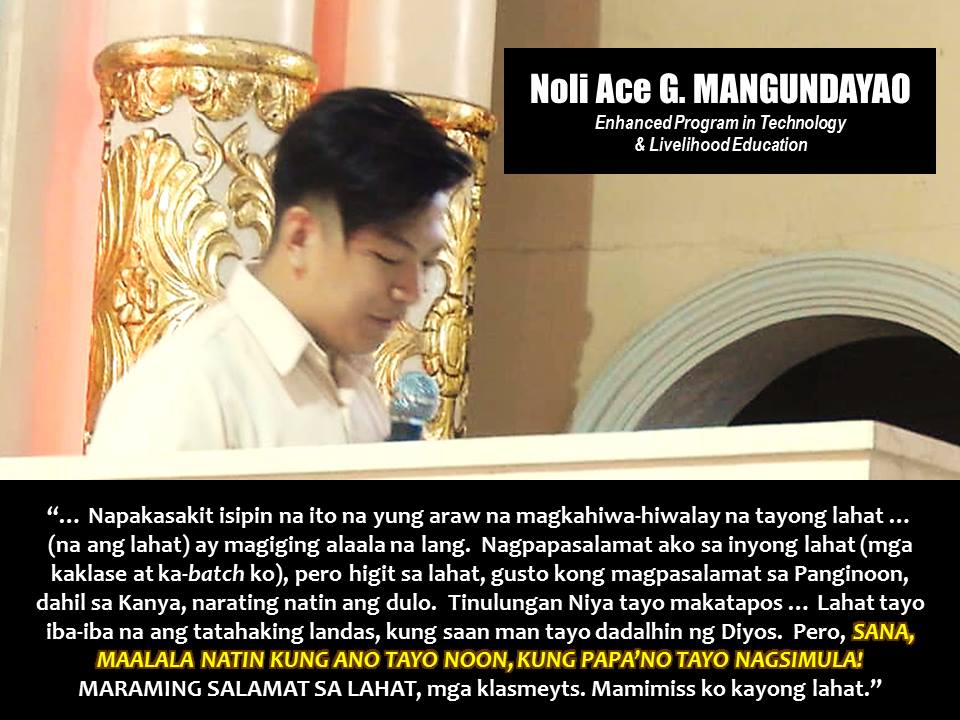 Noli Ace G. MANGUNDAYAO
Enhanced Program in Technology
& Livelihood Education
“… Napakasakit isipin na ito na yung araw na magkahiwa-hiwalay na tayong lahat …
(na ang lahat) ay magiging alaala na lang. Nagpapasalamat ako sa inyong lahat (mga
kaklase at ka-batch ko), pero higit sa lahat, gusto kong magpasalamat sa Panginoon,
dahil sa Kanya, narating natin ang dulo. Tinulungan Niya tayo makatapos … Lahat tayo
iba-iba na ang tatahaking landas, kung saan man tayo dadalhin ng Diyos. Pero, SANA,
MAALALA NATIN KUNG ANO TAYO NOON, KUNG PAPA’NO TAYO NAGSIMULA!
MARAMING SALAMAT SA LAHAT, mga klasmeyts. Mamimiss ko kayong lahat.”